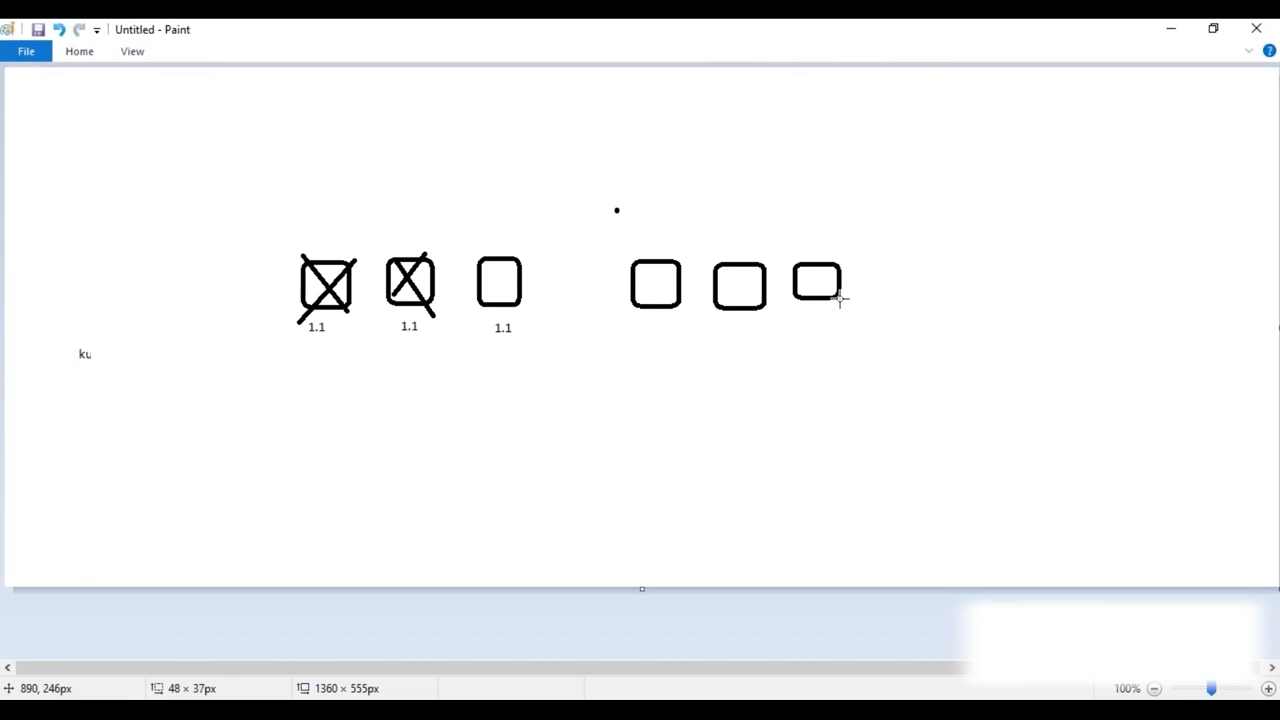 Untitled - Paint
File Home View
1.1 1.1 1.1
ku
890, 246px 48 × 37px 1360 × 555px 100%